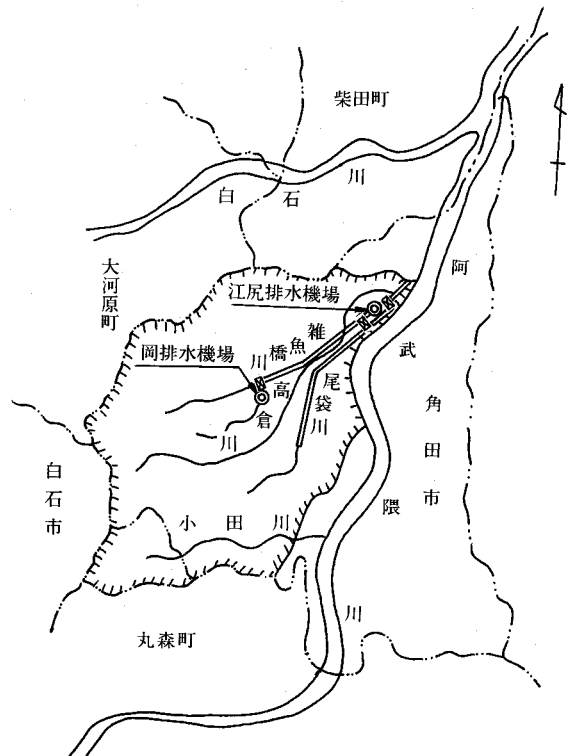 柴田町
白石川
大河原町
阿武隈川
江尻排水機場
雑魚橋川
岡排水機場
高倉川
尾袋川
角田市
白石市
小田川
丸森町